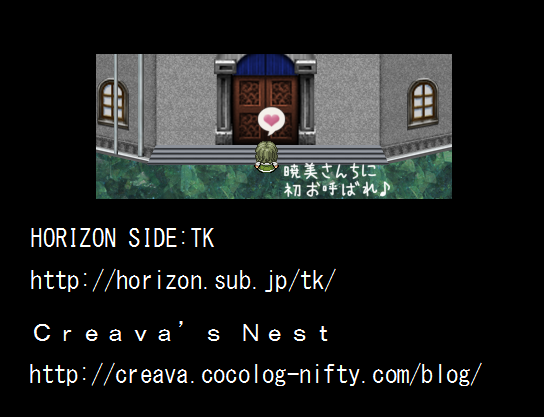 暁美さんちに
初お呼ばれ♪
HORIZON SIDE:TK
http://horizon.sub.jp/tk/
Ｃｒｅａｖａ’ｓ Ｎｅｓｔ
http://creava.cocolog-nifty.com/blog/